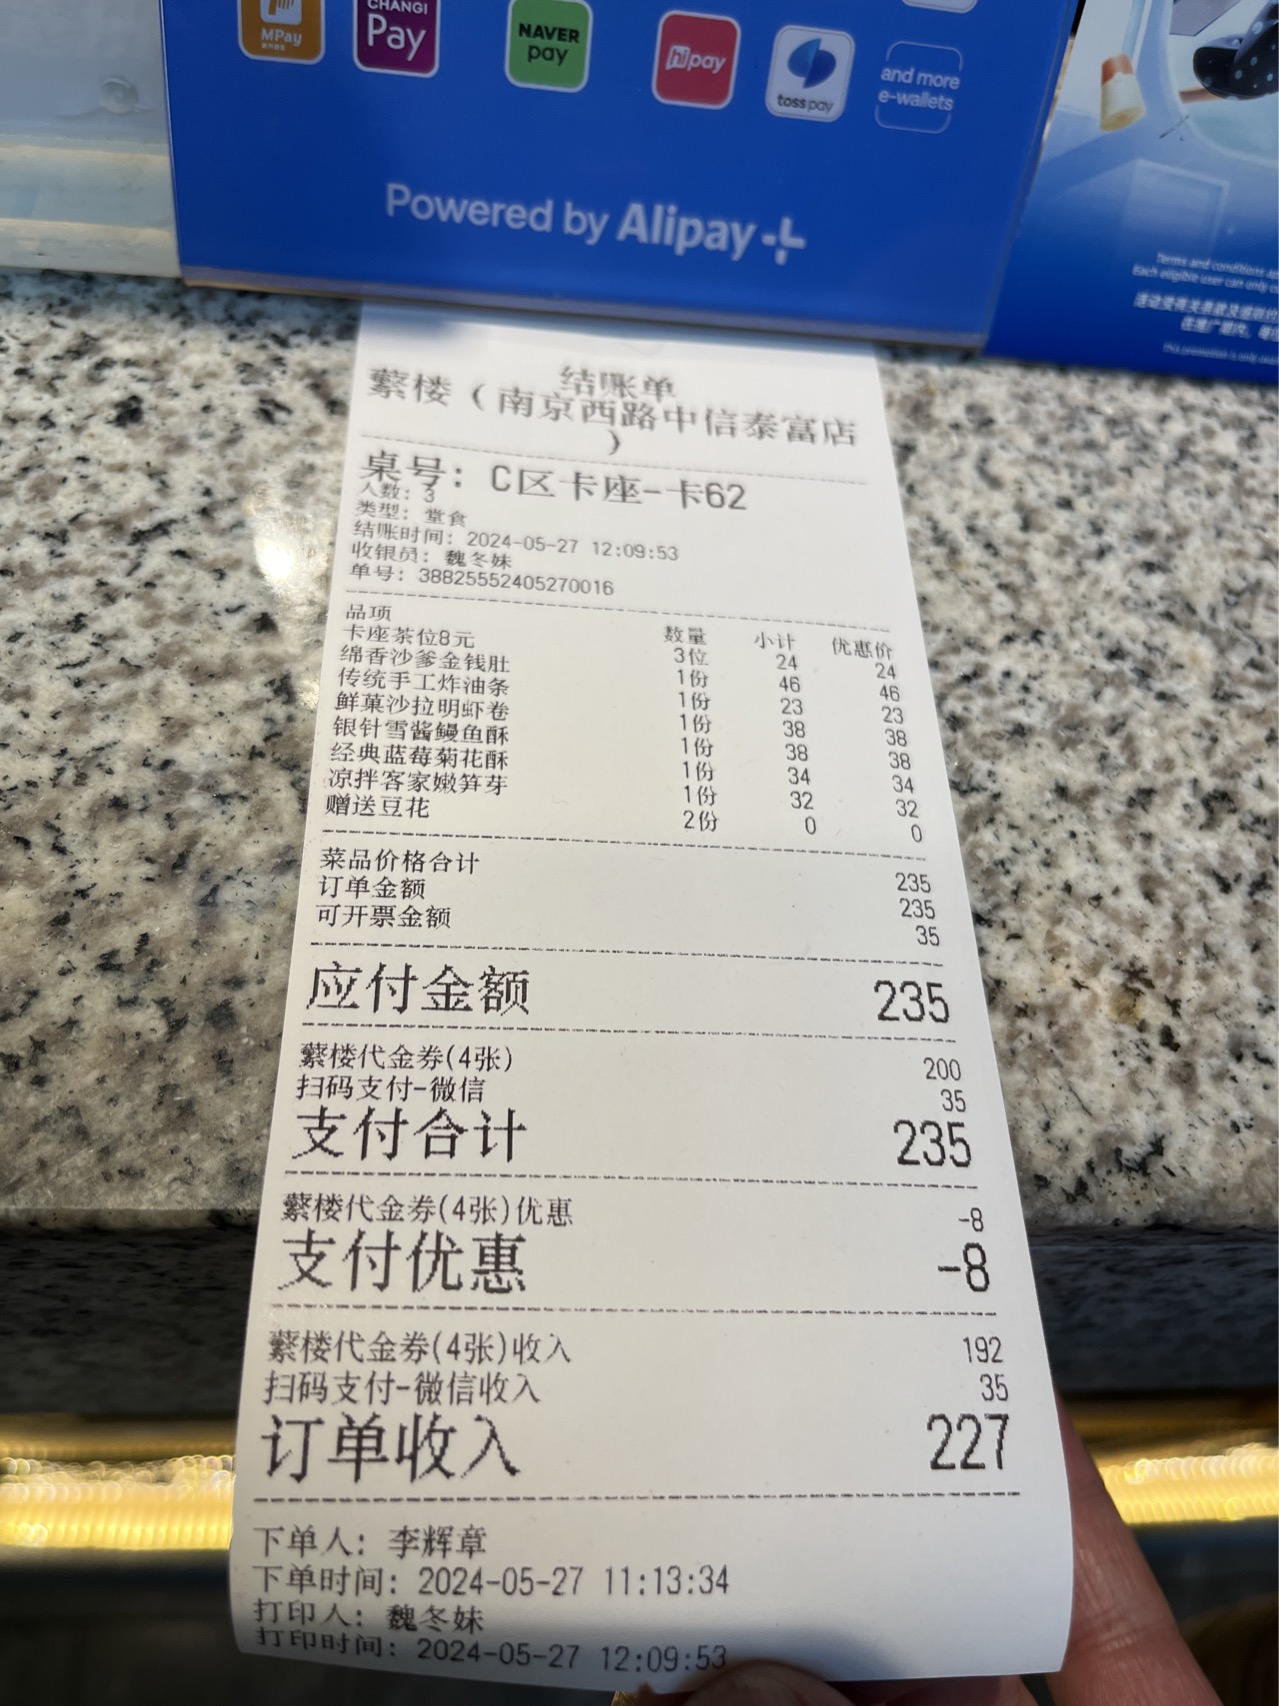 MPay
CHANGI
Pay
NAVER
pay
hipay
tosspay
and more
e-wallets
Powered by Alipay+
Terms and conditions
Each eligible user can only
结账单
蘩楼（南京西路中信泰富店
）
桌号：C区卡座-卡62
人数：3
类型：堂食
结账时间：2024-05-27 12:09:53
收银员：魏冬妹
单号：38825552405270016
品项 数量 小计 优惠价
卡座茶位8元 3位 24 24
绵香沙爹金钱肚 1份 46 46
传统手工炸油条 1份 23 23
鲜菓沙拉明虾卷 1份 38 38
银针雪酱鳗鱼酥 1份 38 38
经典蓝莓菊花酥 1份 34 34
凉拌客家嫩笋芽 1份 32 32
赠送豆花 2份 0 0
菜品价格合计 235
订单金额 235
可开票金额 35
应付金额 235
蘩楼代金券(4张) 200
扫码支付-微信 35
支付合计 235
蘩楼代金券(4张)优惠 -8
支付优惠 -8
蘩楼代金券(4张)收入 192
扫码支付-微信收入 35
订单收入 227
下单人：李辉章
下单时间：2024-05-27 11:13:34
打印人：魏冬妹
打印时间：2024-05-27 12:09:53